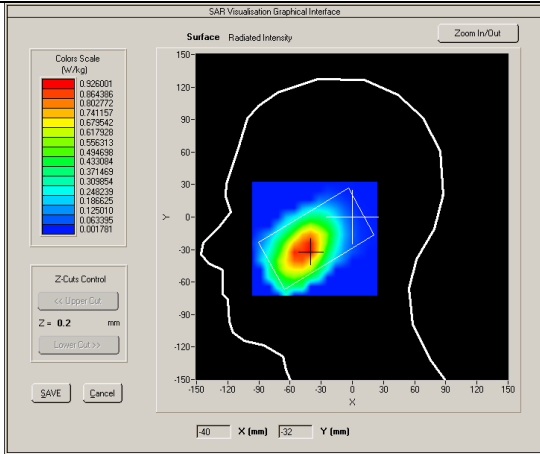 SAR Visualisation Graphical Interface
Surface Radiated Intensity
Zoom In/Out
Colors Scale
(W/kg)
0.926001
0.864386
0.802772
0.741157
0.679542
0.617928
0.556313
0.494698
0.433084
0.371469
0.309854
0.248239
0.186625
0.125010
0.063395
0.001781
Z-Cuts Control
<< Upper Cut
Z = 0.2 mm
Lower Cut >>
SAVE Cancel
150-
120-
90-
60-
30-
0-
-30-
-60-
-90-
-120-
-150-
Y
-150 -120 -90 -60 -30 0 30 60 90 120 150
X
-40 X (mm) -32 Y (mm)